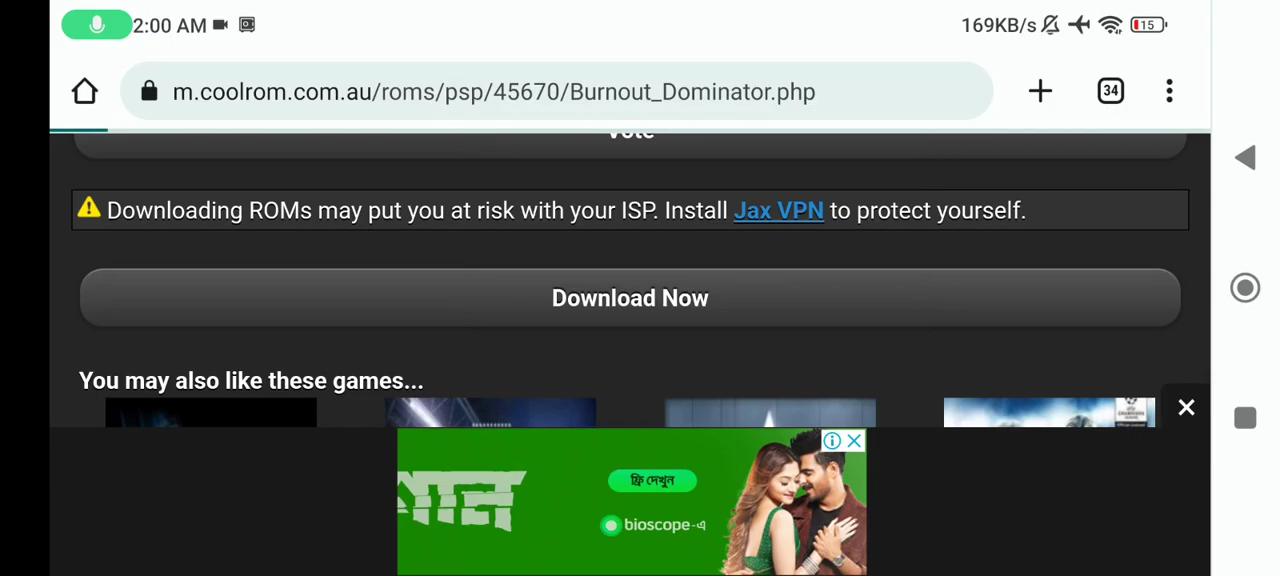 2:00 AM
169KB/s
15
m.coolrom.com.au/roms/psp/45670/Burnout_Dominator.php
34
Vote
Downloading ROMs may put you at risk with your ISP. Install Jax VPN to protect yourself.
Download Now
You may also like these games...
ফ্রি দেখুন
bioscope-এ